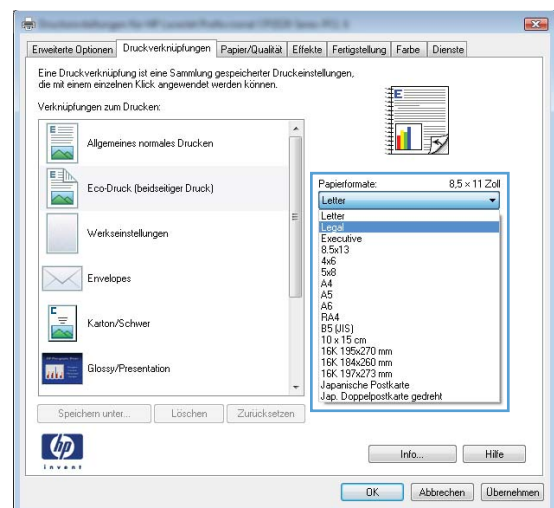 Erweiterte Optionen Druckverknüpfungen Papier/Qualität Effekte Fertigstellung Farbe Dienste
Eine Druckverknüpfung ist eine Sammlung gespeicherter Druckeinstellungen,
die mit einem einzelnen Klick angewendet werden können.
Verknüpfungen zum Drucken:
Allgemeines normales Drucken
Eco-Druck (beidseitiger Druck)
Werkseinstellungen
Envelopes
Karton/Schwer
Glossy/Presentation
Speichern unter... Löschen Zurücksetzen
E
Papierformate: 8,5 × 11 Zoll
Letter
Letter
Legal
Executive
8.5x13
4x6
5x8
A4
A5
A6
RA4
B5 (JIS)
10 x 15 cm
16K 195x270 mm
16K 184x260 mm
16K 197x273 mm
Japanische Postkarte
Jap. Doppelpostkarte gedreht
hp
invent
Info... Hilfe
OK Abbrechen Übernehmen